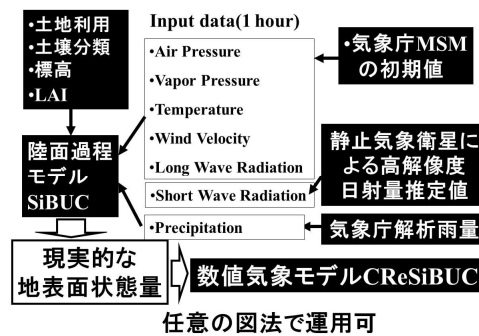 ・土地利用
・土壌分類
・標高
・LAI
Input data(1 hour)
・Air Pressure
・Vapor Pressure
・Temperature
・Wind Velocity
・Long Wave Radiation
・Short Wave Radiation
・Precipitation
・気象庁MSM
の初期値
静止気象衛星に
よる高解像度
日射量推定値
気象庁解析雨量
陸面過程
モデル
SiBUC
現実的な
地表面状態量
数値気象モデルCReSiBUC
任意の図法で運用可